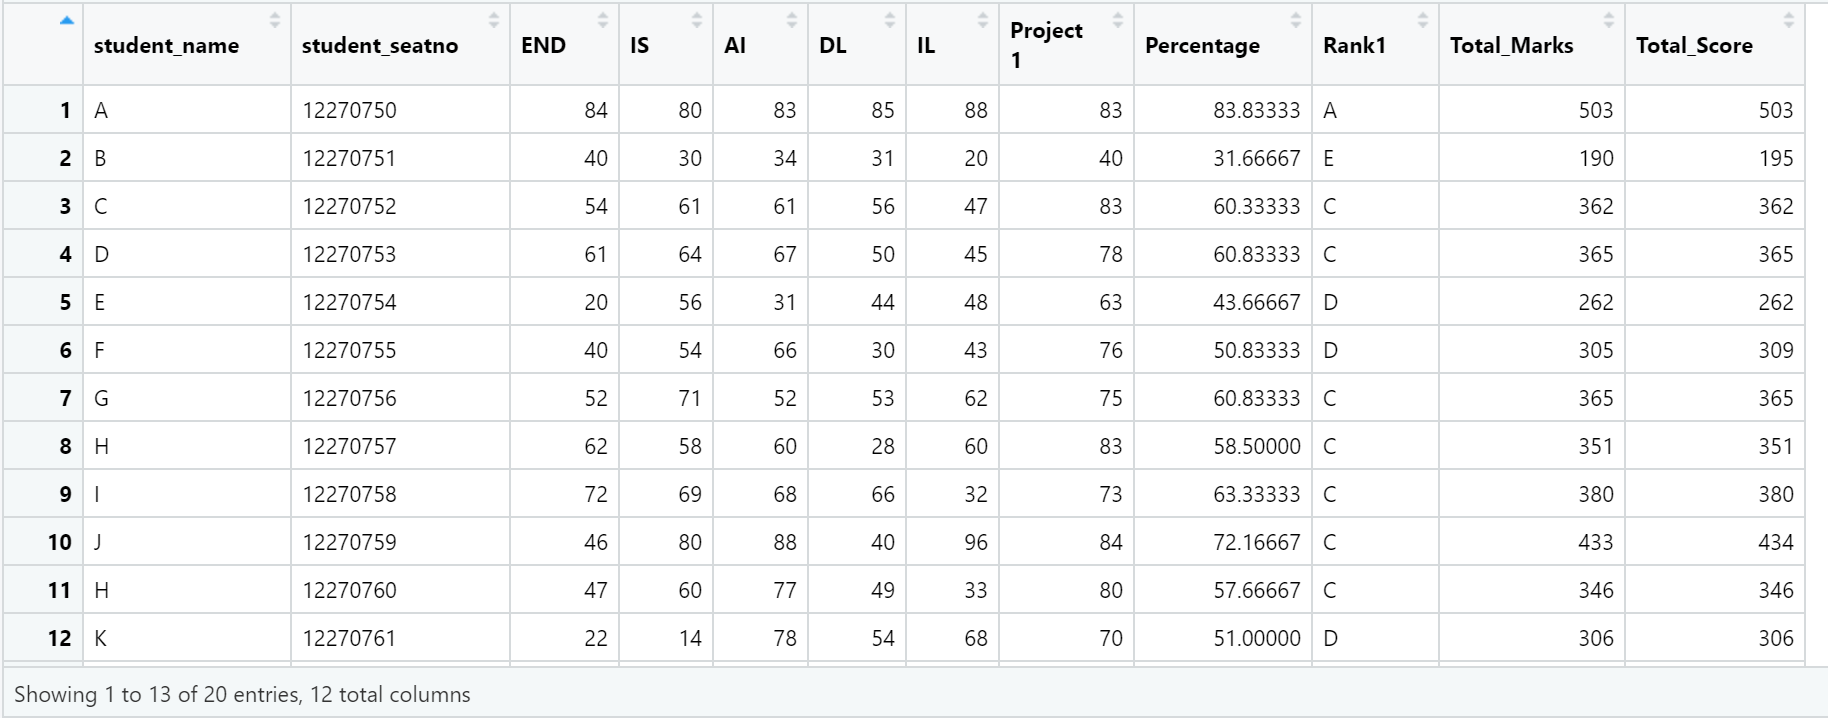 student_name student_seatno END IS AI DL IL Project 1 Percentage Rank1 Total_Marks Total_Score
1 A 12270750 84 80 83 85 88 83 83.83333 A 503 503
2 B 12270751 40 30 34 31 20 40 31.66667 E 190 195
3 C 12270752 54 61 61 56 47 83 60.33333 C 362 362
4 D 12270753 61 64 67 50 45 78 60.83333 C 365 365
5 E 12270754 20 56 31 44 48 63 43.66667 D 262 262
6 F 12270755 40 54 66 30 43 76 50.83333 D 305 309
7 G 12270756 52 71 52 53 62 75 60.83333 C 365 365
8 H 12270757 62 58 60 28 60 83 58.50000 C 351 351
9 I 12270758 72 69 68 66 32 73 63.33333 C 380 380
10 J 12270759 46 80 88 40 96 84 72.16667 C 433 434
11 H 12270760 47 60 77 49 33 80 57.66667 C 346 346
12 K 12270761 22 14 78 54 68 70 51.00000 D 306 306
Showing 1 to 13 of 20 entries, 12 total columns